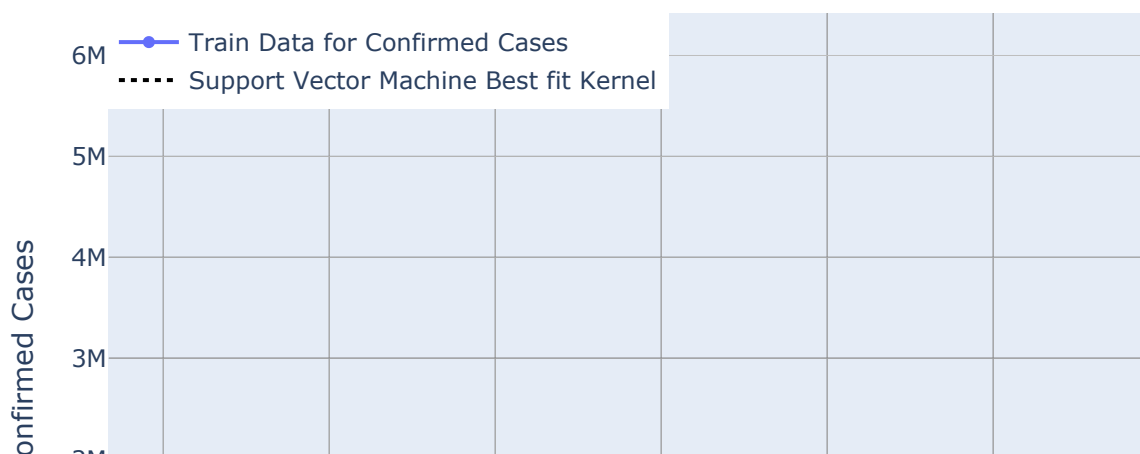 Train Data for Confirmed Cases
Support Vector Machine Best fit Kernel
6M
5M
4M
3M
onfirmed Cases